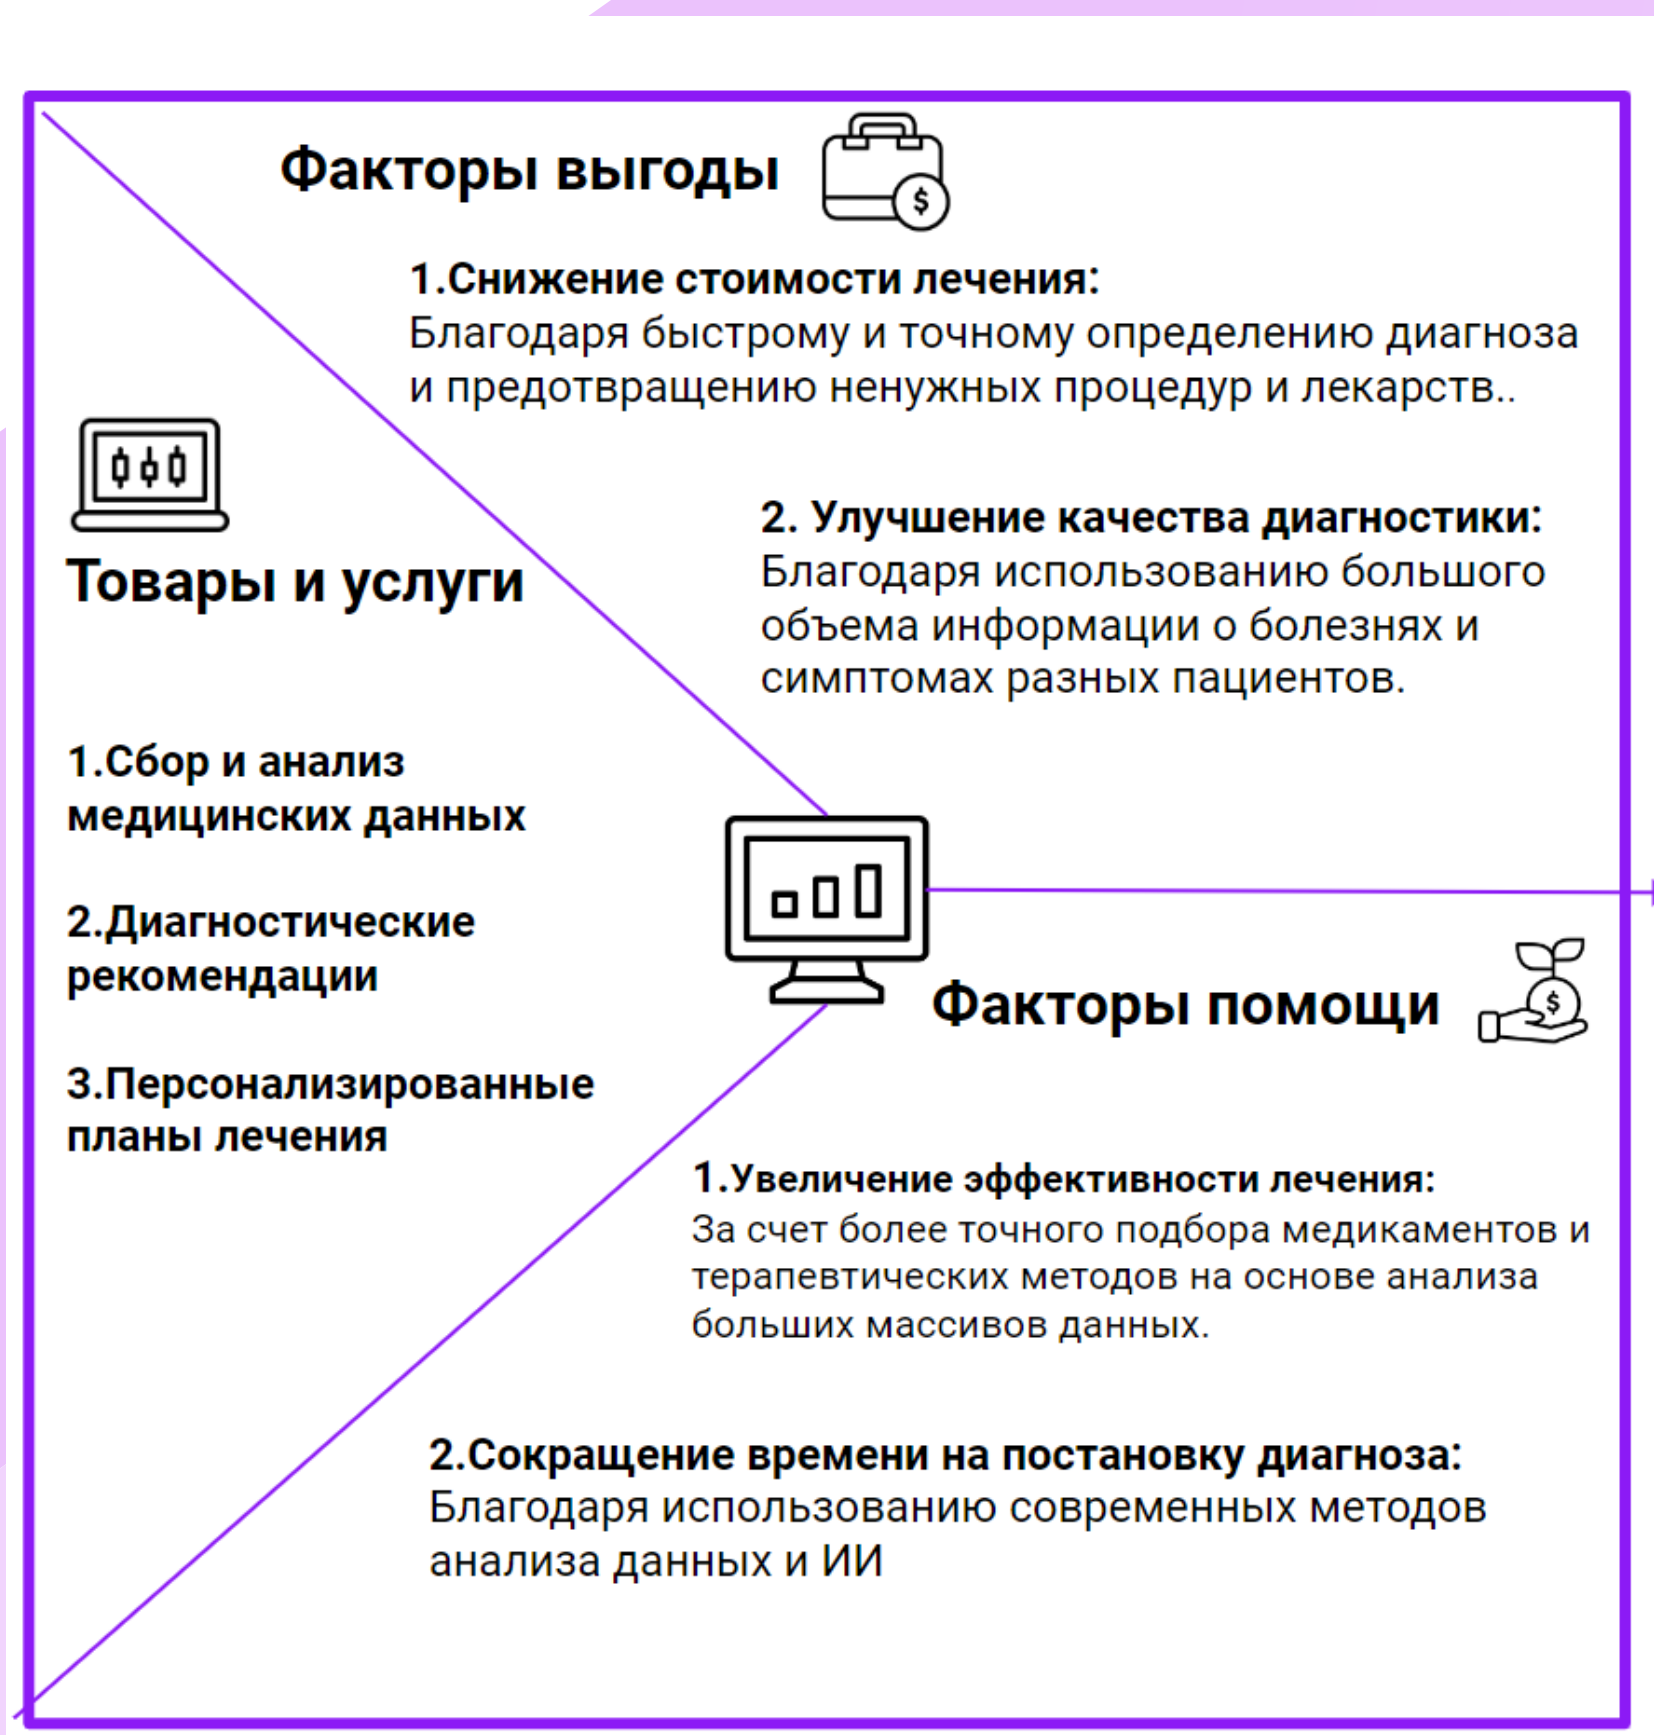 Факторы выгоды
$
1.Снижение стоимости лечения:
Благодаря быстрому и точному определению диагноза
и предотвращению ненужных процедур и лекарств..
2. Улучшение качества диагностики:
Благодаря использованию большого
объема информации о болезнях и
симптомах разных пациентов.
Товары и услуги
1.Сбор и анализ
медицинских данных
2.Диагностические
рекомендации
3.Персонализированные
планы лечения
Факторы помощи
$
1.Увеличение эффективности лечения:
За счет более точного подбора медикаментов и
терапевтических методов на основе анализа
больших массивов данных.
2.Сокращение времени на постановку диагноза:
Благодаря использованию современных методов
анализа данных и ИИ